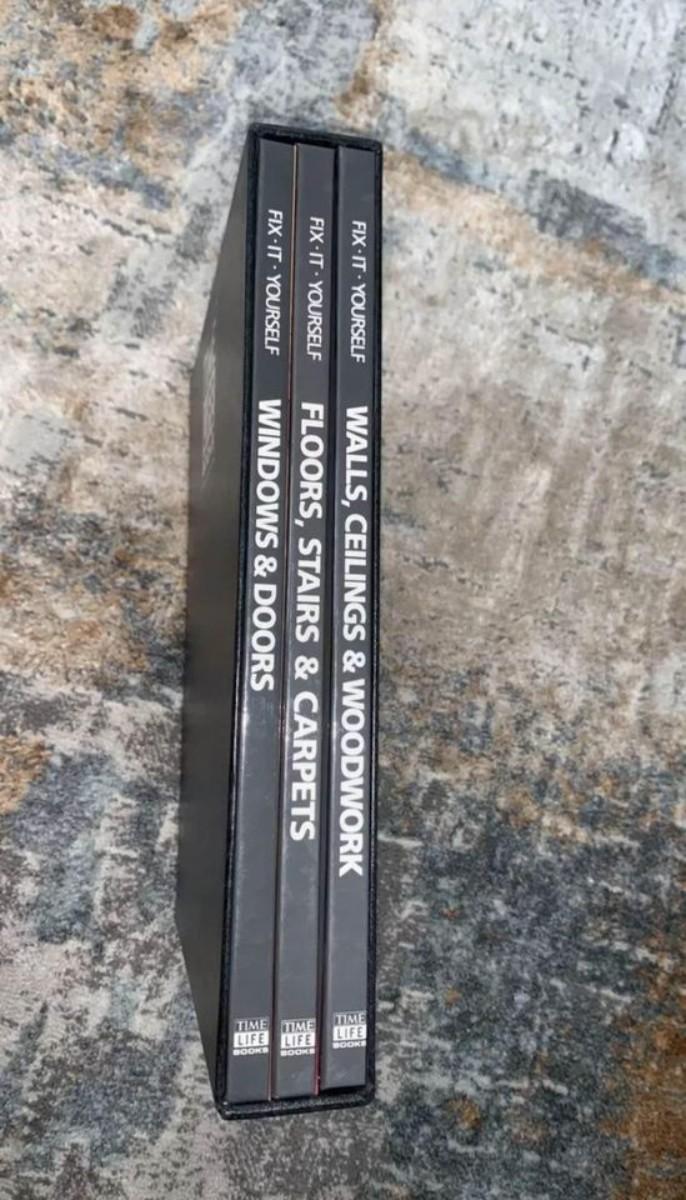 FIX · IT · YOURSELF
WINDOWS & DOORS
TIME
LIFE
BOOKS
FIX · IT · YOURSELF
FLOORS, STAIRS & CARPETS
TIME
LIFE
BOOKS
FIX · IT · YOURSELF
WALLS, CEILINGS & WOODWORK
TIME
LIFE
BOOKS